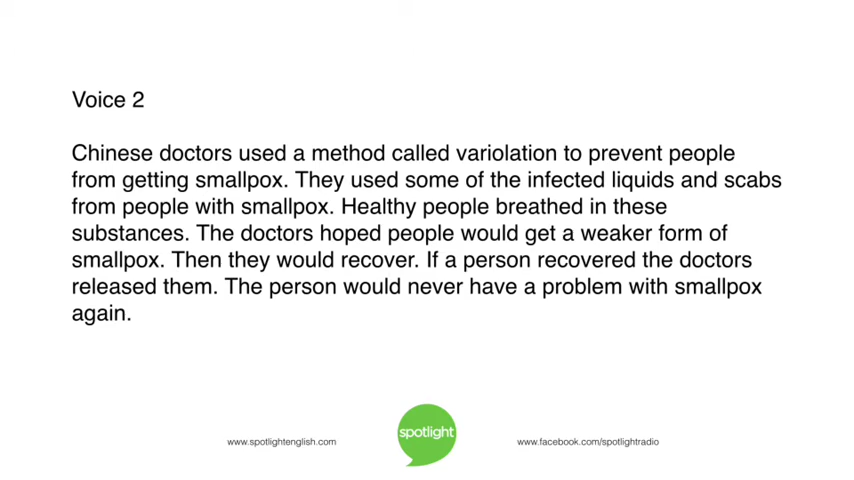 Voice 2
Chinese doctors used a method called variolation to prevent people
from getting smallpox. They used some of the infected liquids and scabs
from people with smallpox. Healthy people breathed in these
substances. The doctors hoped people would get a weaker form of
smallpox. Then they would recover. If a person recovered the doctors
released them. The person would never have a problem with smallpox
again.
www.spotlightenglish.com
spotlight
www.facebook.com/spotlightradio